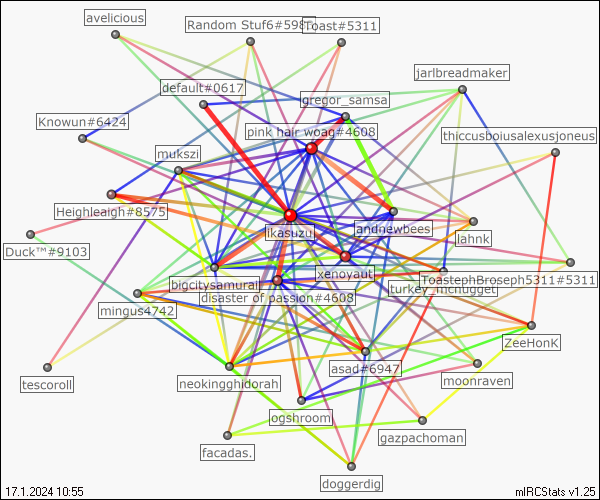 avelicious
Random Stuf6#598
Toast#5311
jarlbreadmaker
default#0617
gregor_samsa
Knowun#6424
pink hair woag#4608
thiccusboiusalexusjoneus
mukszi
Heighleargh#8575
ikasuzu
andnewbees
lahnk
Duck™#9103
xenoyaut
bigcitysamurai
ToastephBroseph5311#5311
turkey_mcnugget
disaster of passion#4608
mingus4742
ZeeHonK
asad#6947
tescoroll
neokingghidorah
moonraven
ogshroom
gazpachoman
facadas.
doggerdig
17.1.2024 10:55
mIRCStats v1.25